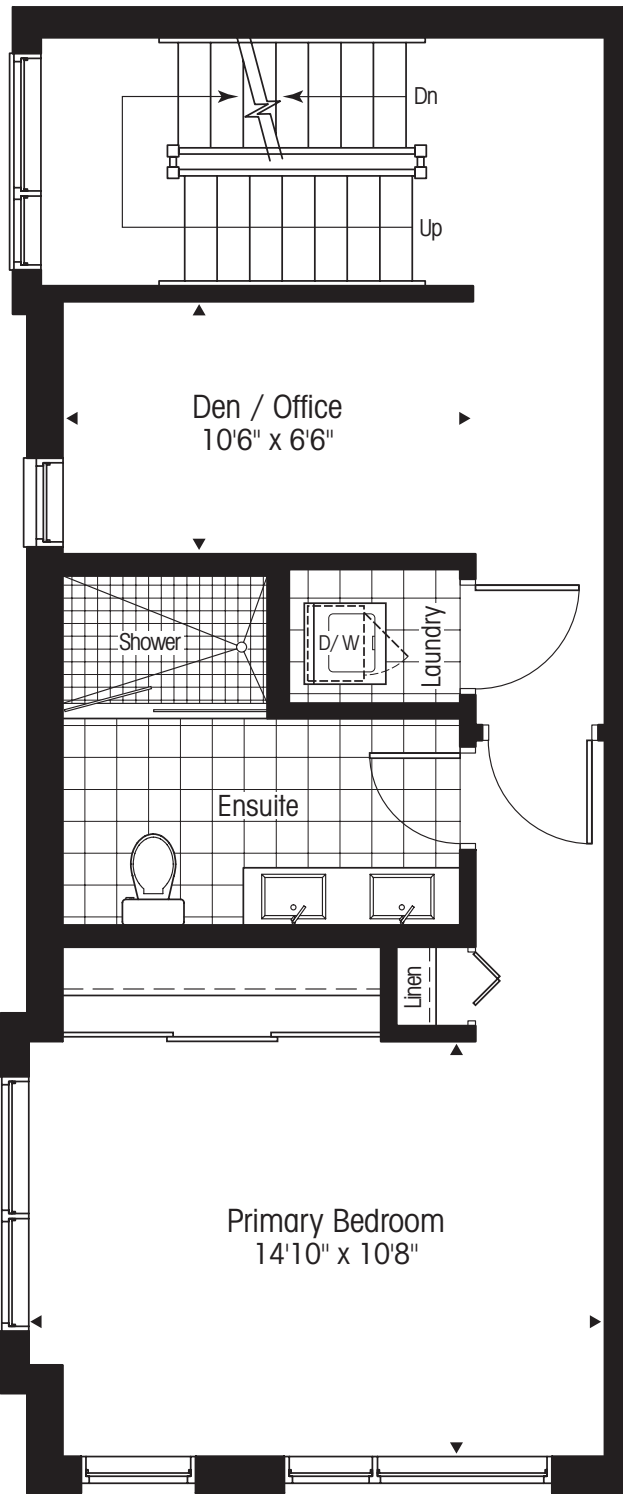 Dn
Up
Den / Office
10'6" x 6'6"
Shower
D/W
Laundry
Ensuite
Linen
Primary Bedroom
14'10" x 10'8"